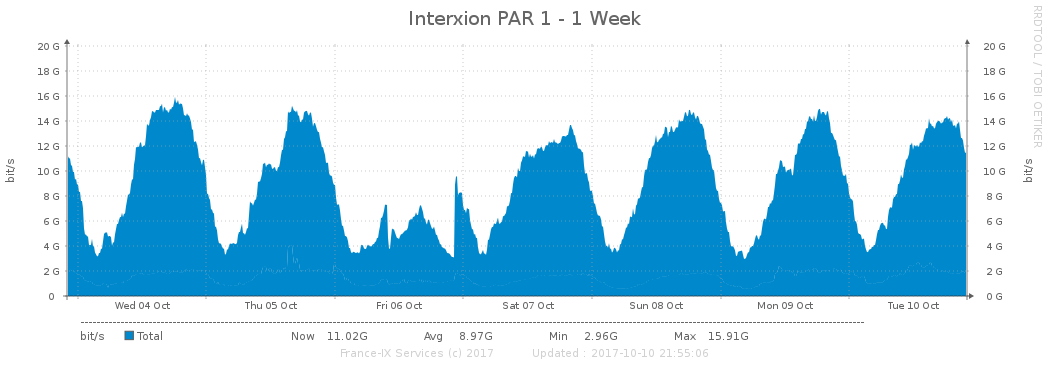 Interxion PAR 1 - 1 Week
RRDTOOL / TOBI OETIKER
bit/s
20 G 20 G
18 G 18 G
16 G 16 G
14 G 14 G
12 G 12 G
10 G 10 G
8 G 8 G
6 G 6 G
4 G 4 G
2 G 2 G
0 0 G
bit/s
Wed 04 Oct Thu 05 Oct Fri 06 Oct Sat 07 Oct Sun 08 Oct Mon 09 Oct Tue 10 Oct
bit/s Total Now 11.02G Avg 8.97G Min 2.96G Max 15.91G
France-IX Services (c) 2017 Updated : 2017-10-10 21:55:06